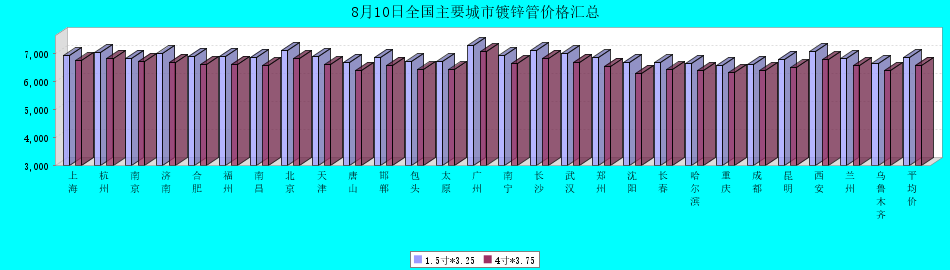 8月10日全国主要城市镀锌管价格汇总
7,000
6,000
5,000
4,000
3,000
上海
杭州
南京
济南
合肥
福州
南昌
北京
天津
唐山
邯郸
包头
太原
广州
南宁
长沙
武汉
郑州
沈阳
长春
哈尔滨
重庆
成都
昆明
西安
兰州
乌鲁木齐
平均价
1.5寸*3.25
4寸*3.75